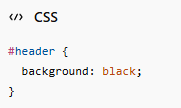 </> CSS
#header {
  background: black;
}